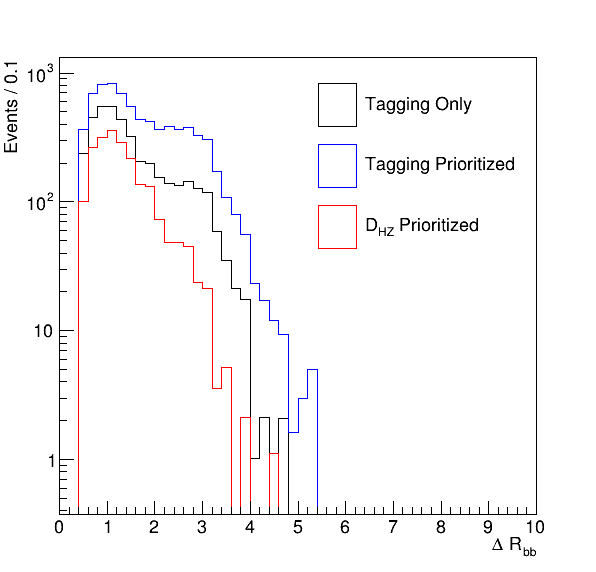 Events / 0.1
10³
10²
10
1
Tagging Only
Tagging Prioritized
D_HZ Prioritized
0 1 2 3 4 5 6 7 8 9 10
Δ R_bb